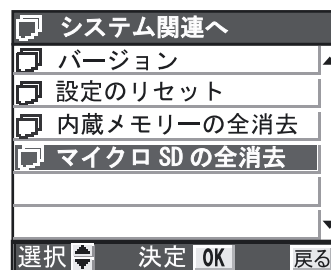 システム関連へ
バージョン
設定のリセット
内蔵メモリーの全消去
マイクロSDの全消去
選択 決定 OK 戻る